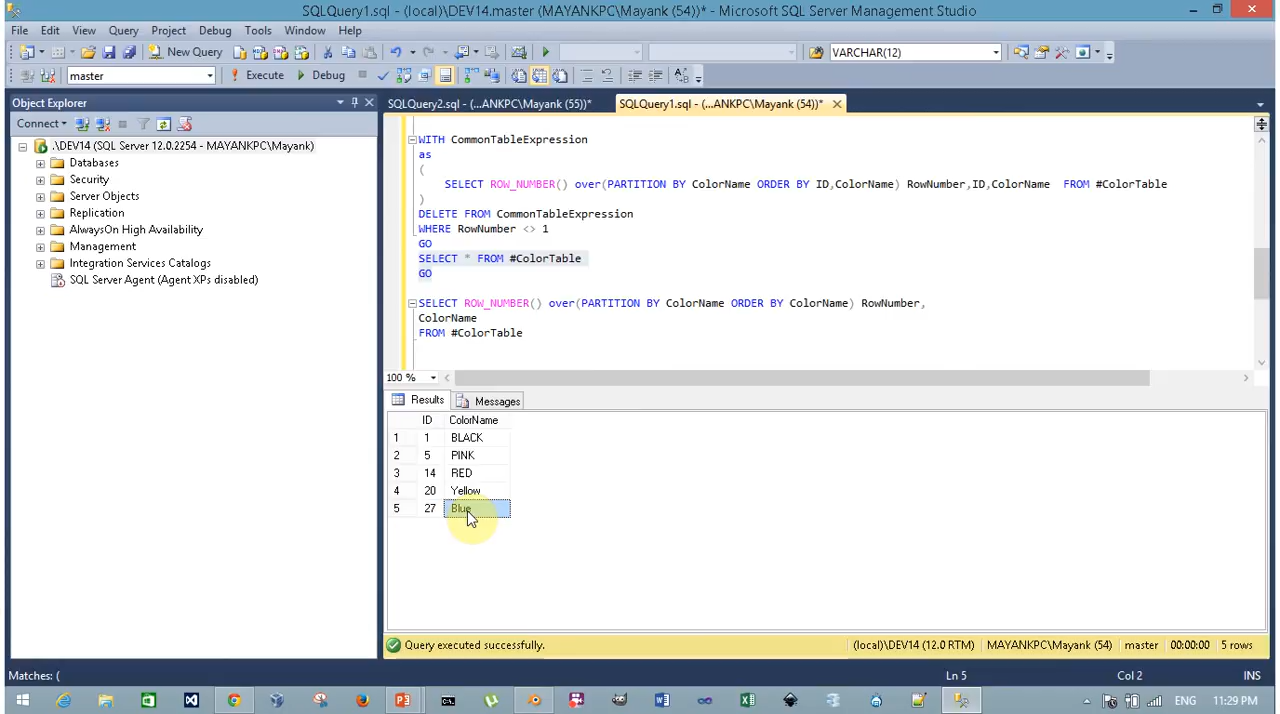 SQLQuery1.sql - (local)\DEV14.master (MAYANKPC\Mayank (54))* - Microsoft SQL Server Management Studio
File Edit View Query Project Debug Tools Window Help
New Query VARCHAR(12)
master Execute Debug
Object Explorer
SQLQuery2.sql - (...ANKPC\Mayank (55))* SQLQuery1.sql - (...ANKPC\Mayank (54))*
Connect
.\DEV14 (SQL Server 12.0.2254 - MAYANKPC\Mayank)
Databases
Security
Server Objects
Replication
AlwaysOn High Availability
Management
Integration Services Catalogs
SQL Server Agent (Agent XPs disabled)
WITH CommonTableExpression
as
(
SELECT ROW_NUMBER() over(PARTITION BY ColorName ORDER BY ID,ColorName) RowNumber,ID,ColorName FROM #ColorTable
)
DELETE FROM CommonTableExpression
WHERE RowNumber <> 1
GO
SELECT * FROM #ColorTable
GO
SELECT ROW_NUMBER() over(PARTITION BY ColorName ORDER BY ColorName) RowNumber,
ColorName
FROM #ColorTable
100 %
Results Messages
ID ColorName
1 1 BLACK
2 5 PINK
3 14 RED
4 20 Yellow
5 27 Blue
Query executed successfully. (local)\DEV14 (12.0 RTM) MAYANKPC\Mayank (54) master 00:00:00 5 rows
Matches: ( Ln 5 Col 2 INS
ENG 11:29 PM